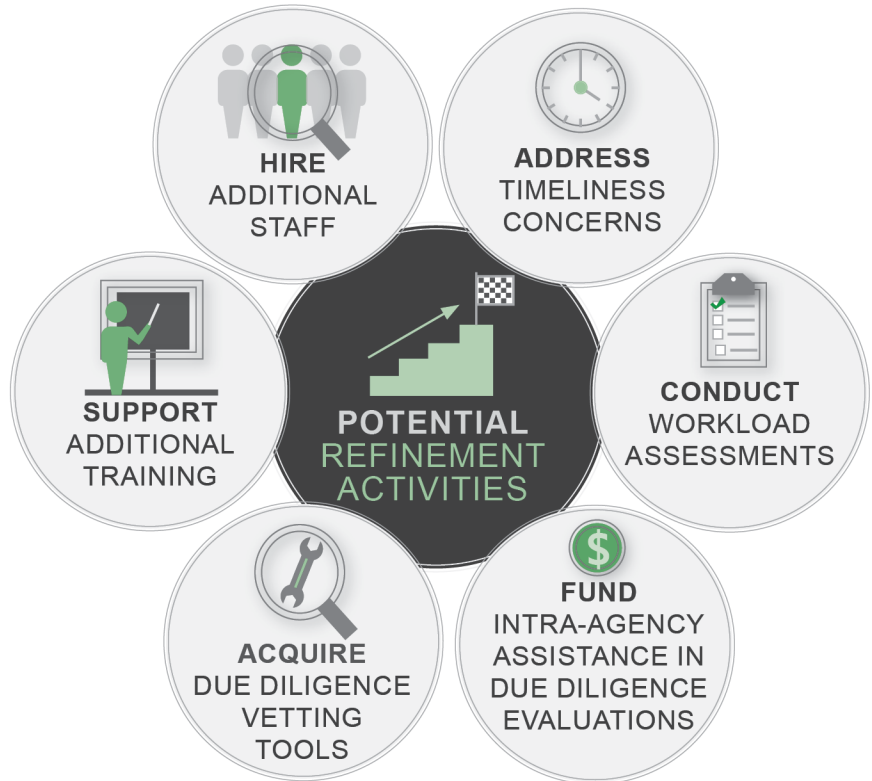 HIRE
ADDITIONAL
STAFF
ADDRESS
TIMELINESS
CONCERNS
SUPPORT
ADDITIONAL
TRAINING
POTENTIAL
REFINEMENT
ACTIVITIES
CONDUCT
WORKLOAD
ASSESSMENTS
ACQUIRE
DUE DILIGENCE
VETTING
TOOLS
$
FUND
INTRA-AGENCY
ASSISTANCE IN
DUE DILIGENCE
EVALUATIONS